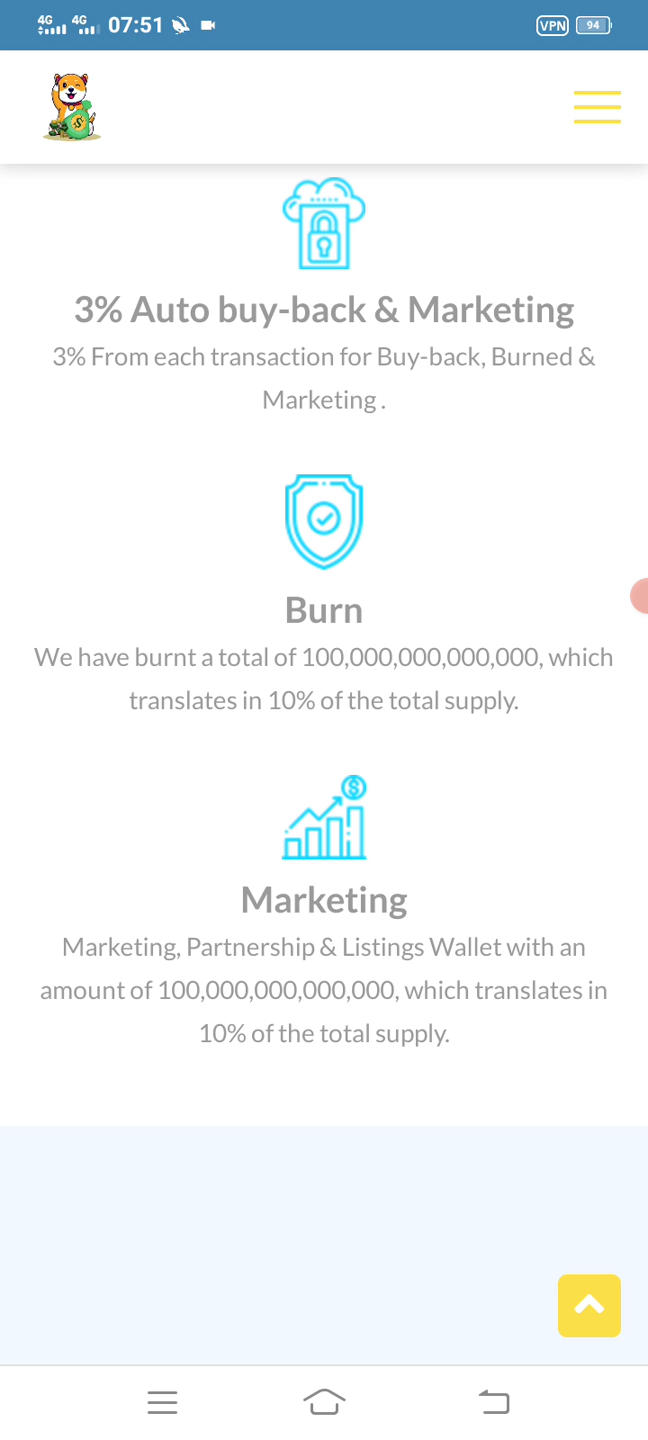 4G 4G 07:51 VPN 94
3% Auto buy-back & Marketing
3% From each transaction for Buy-back, Burned &
Marketing .
Burn
We have burnt a total of 100,000,000,000,000, which
translates in 10% of the total supply.
Marketing
Marketing, Partnership & Listings Wallet with an
amount of 100,000,000,000,000, which translates in
10% of the total supply.